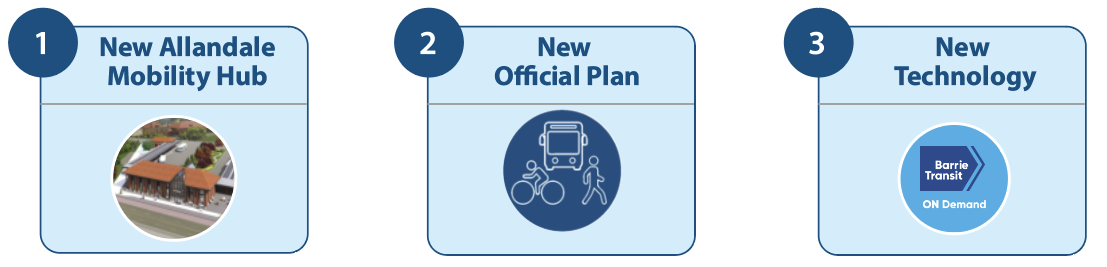 1
New Allandale
Mobility Hub
2
New
Official Plan
3
New
Technology
Barrie
Transit
ON Demand